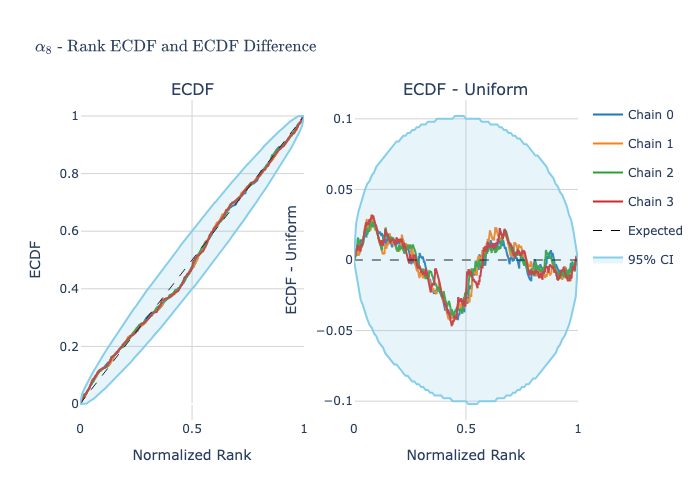 α₈ - Rank ECDF and ECDF Difference
ECDF
ECDF - Uniform
ECDF
1
0.8
0.6
0.4
0.2
0
0
0.5
1
Normalized Rank
ECDF - Uniform
0.1
0.05
0
−0.05
−0.1
0
0.5
1
Normalized Rank
Chain 0
Chain 1
Chain 2
Chain 3
Expected
95% CI